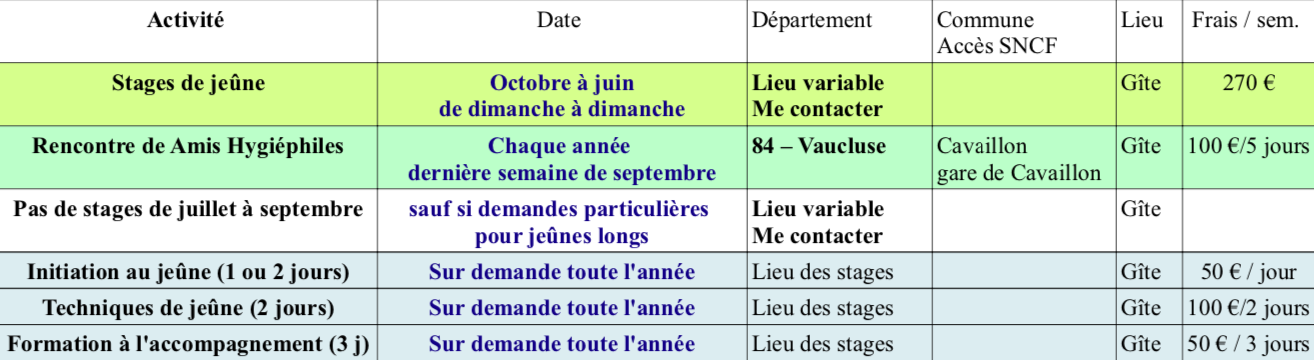 Activité Date Département Commune Lieu Frais / sem.
Accès SNCF
Stages de jeûne Octobre à juin Lieu variable Gîte 270 €
de dimanche à dimanche Me contacter
Rencontre de Amis Hygiéphiles Chaque année 84 – Vaucluse Cavaillon Gîte 100 €/5 jours
dernière semaine de septembre gare de Cavaillon
Pas de stages de juillet à septembre sauf si demandes particulières Lieu variable Gîte
pour jeûnes longs Me contacter
Initiation au jeûne (1 ou 2 jours) Sur demande toute l'année Lieu des stages Gîte 50 € / jour
Techniques de jeûne (2 jours) Sur demande toute l'année Lieu des stages Gîte 100 €/2 jours
Formation à l'accompagnement (3 j) Sur demande toute l'année Lieu des stages Gîte 50 € / 3 jours